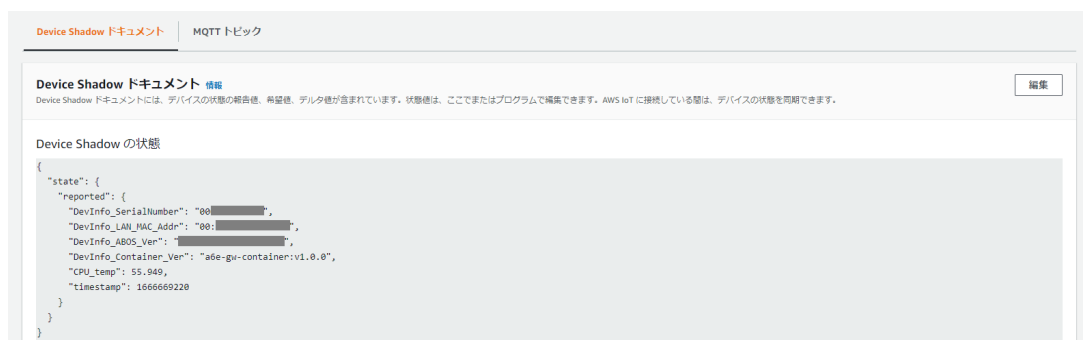 Device Shadow ドキュメント
MQTT トピック
Device Shadow ドキュメント 情報
編集
Device Shadow ドキュメントには、デバイスの状態の報告値、希望値、デルタ値が含まれています。状態値は、ここでまたはプログラムで編集できます。AWS IoT に接続している間は、デバイスの状態を同期できます。
Device Shadow の状態
{
"state": {
"reported": {
"DevInfo_SerialNumber": "00",
"DevInfo_LAN_MAC_Addr": "00:",
"DevInfo_ABOS_Ver": "",
"DevInfo_Container_Ver": "a6e-gw-container:v1.0.0",
"CPU_temp": 55.949,
"timestamp": 1666669220
}
}
}